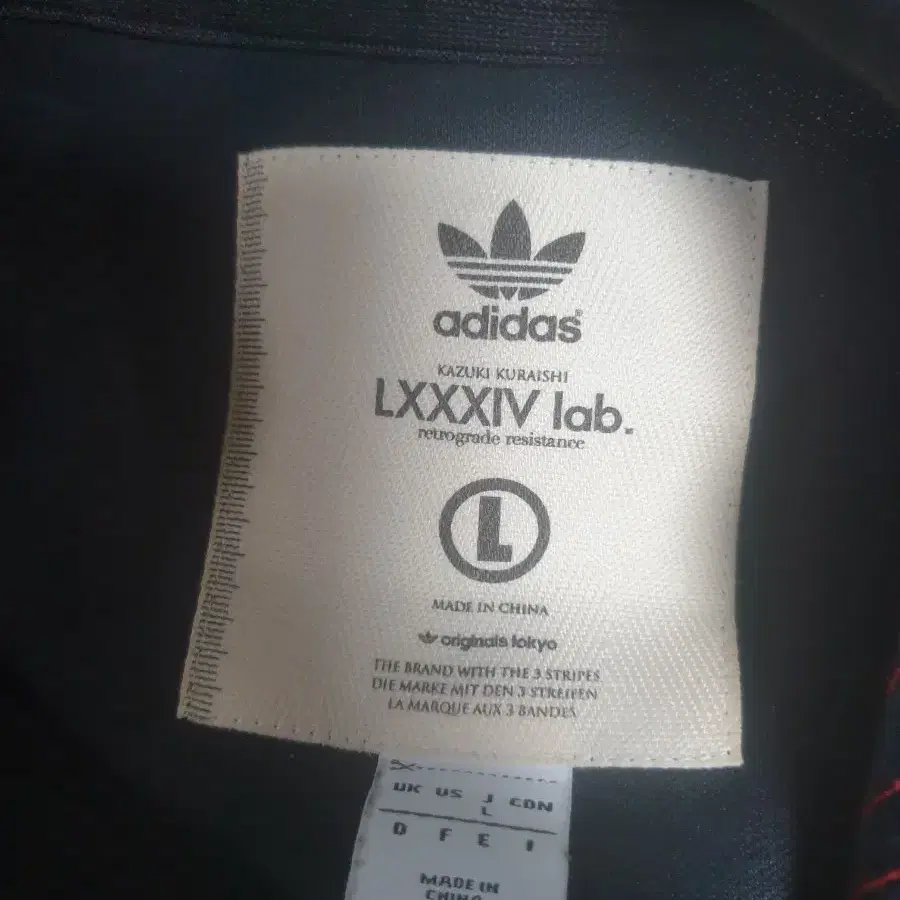 adidas
KAZUKI KURAISHI
LXXXIV lab.
retrograde resistance
L
MADE IN CHINA
originals tokyo
THE BRAND WITH THE 3 STRIPES
DIE MARKE MIT DEN 3 STREIFEN
LA MARQUE AUX 3 BANDES
UK US J CDN
L
D F E I
MADE IN
CHINA